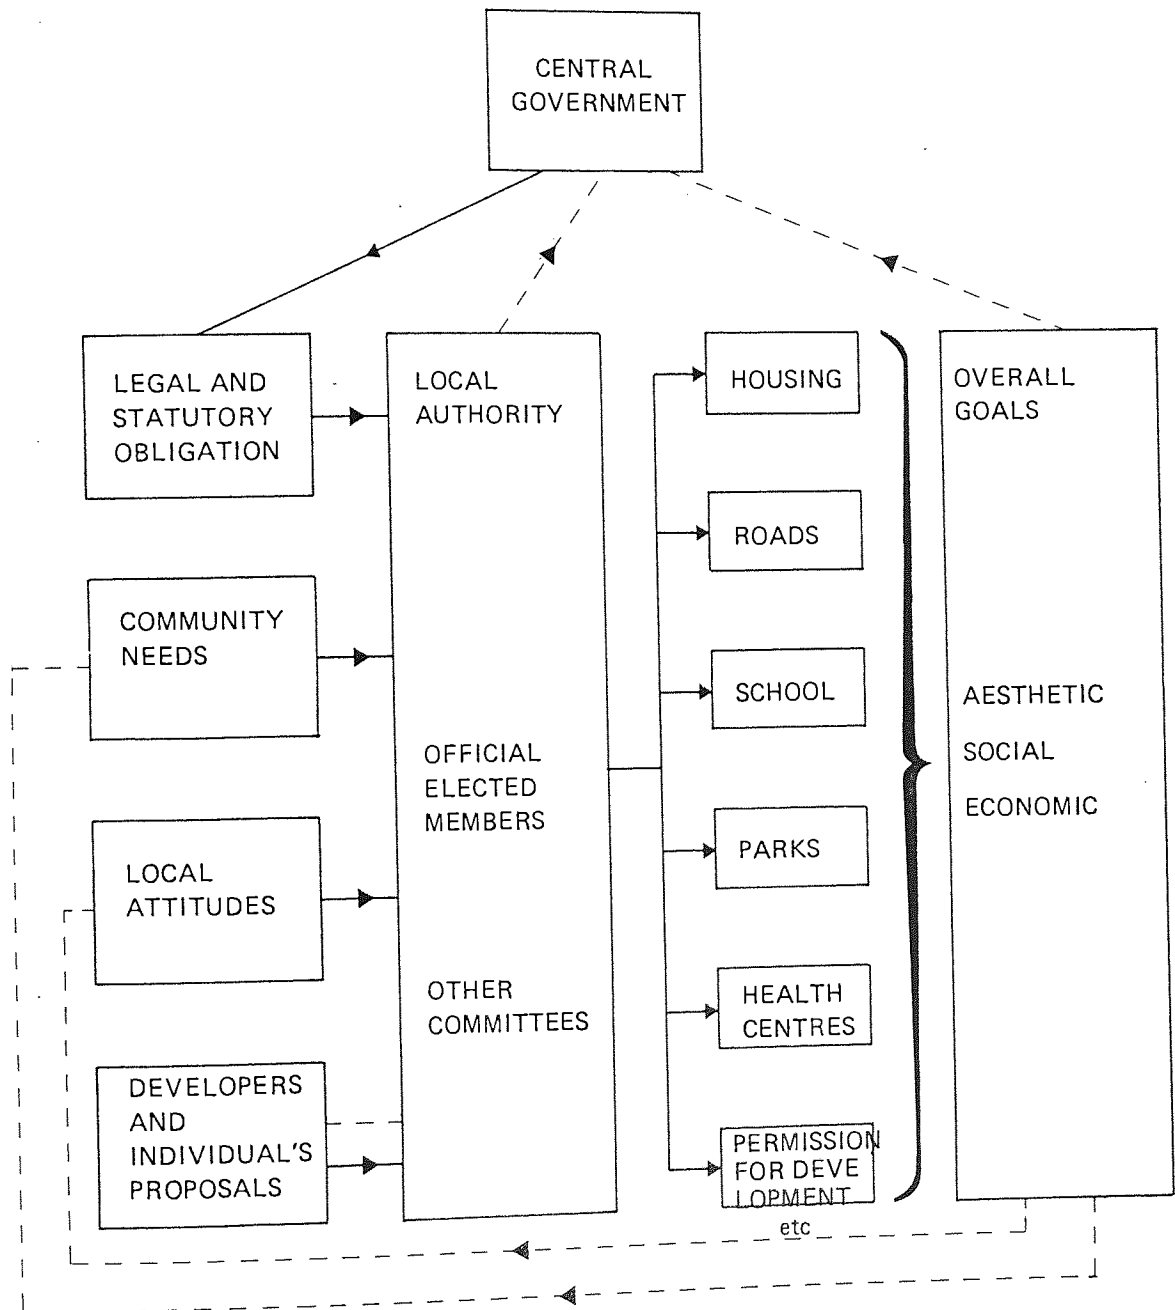 CENTRAL
GOVERNMENT
LEGAL AND
STATUTORY
OBLIGATION
COMMUNITY
NEEDS
LOCAL
ATTITUDES
DEVELOPERS
AND
INDIVIDUAL'S
PROPOSALS
LOCAL
AUTHORITY
OFFICIAL
ELECTED
MEMBERS
OTHER
COMMITTEES
HOUSING
ROADS
SCHOOL
PARKS
HEALTH
CENTRES
PERMISSION
FOR DEVE
LOPMENT
etc
OVERALL
GOALS
AESTHETIC
SOCIAL
ECONOMIC